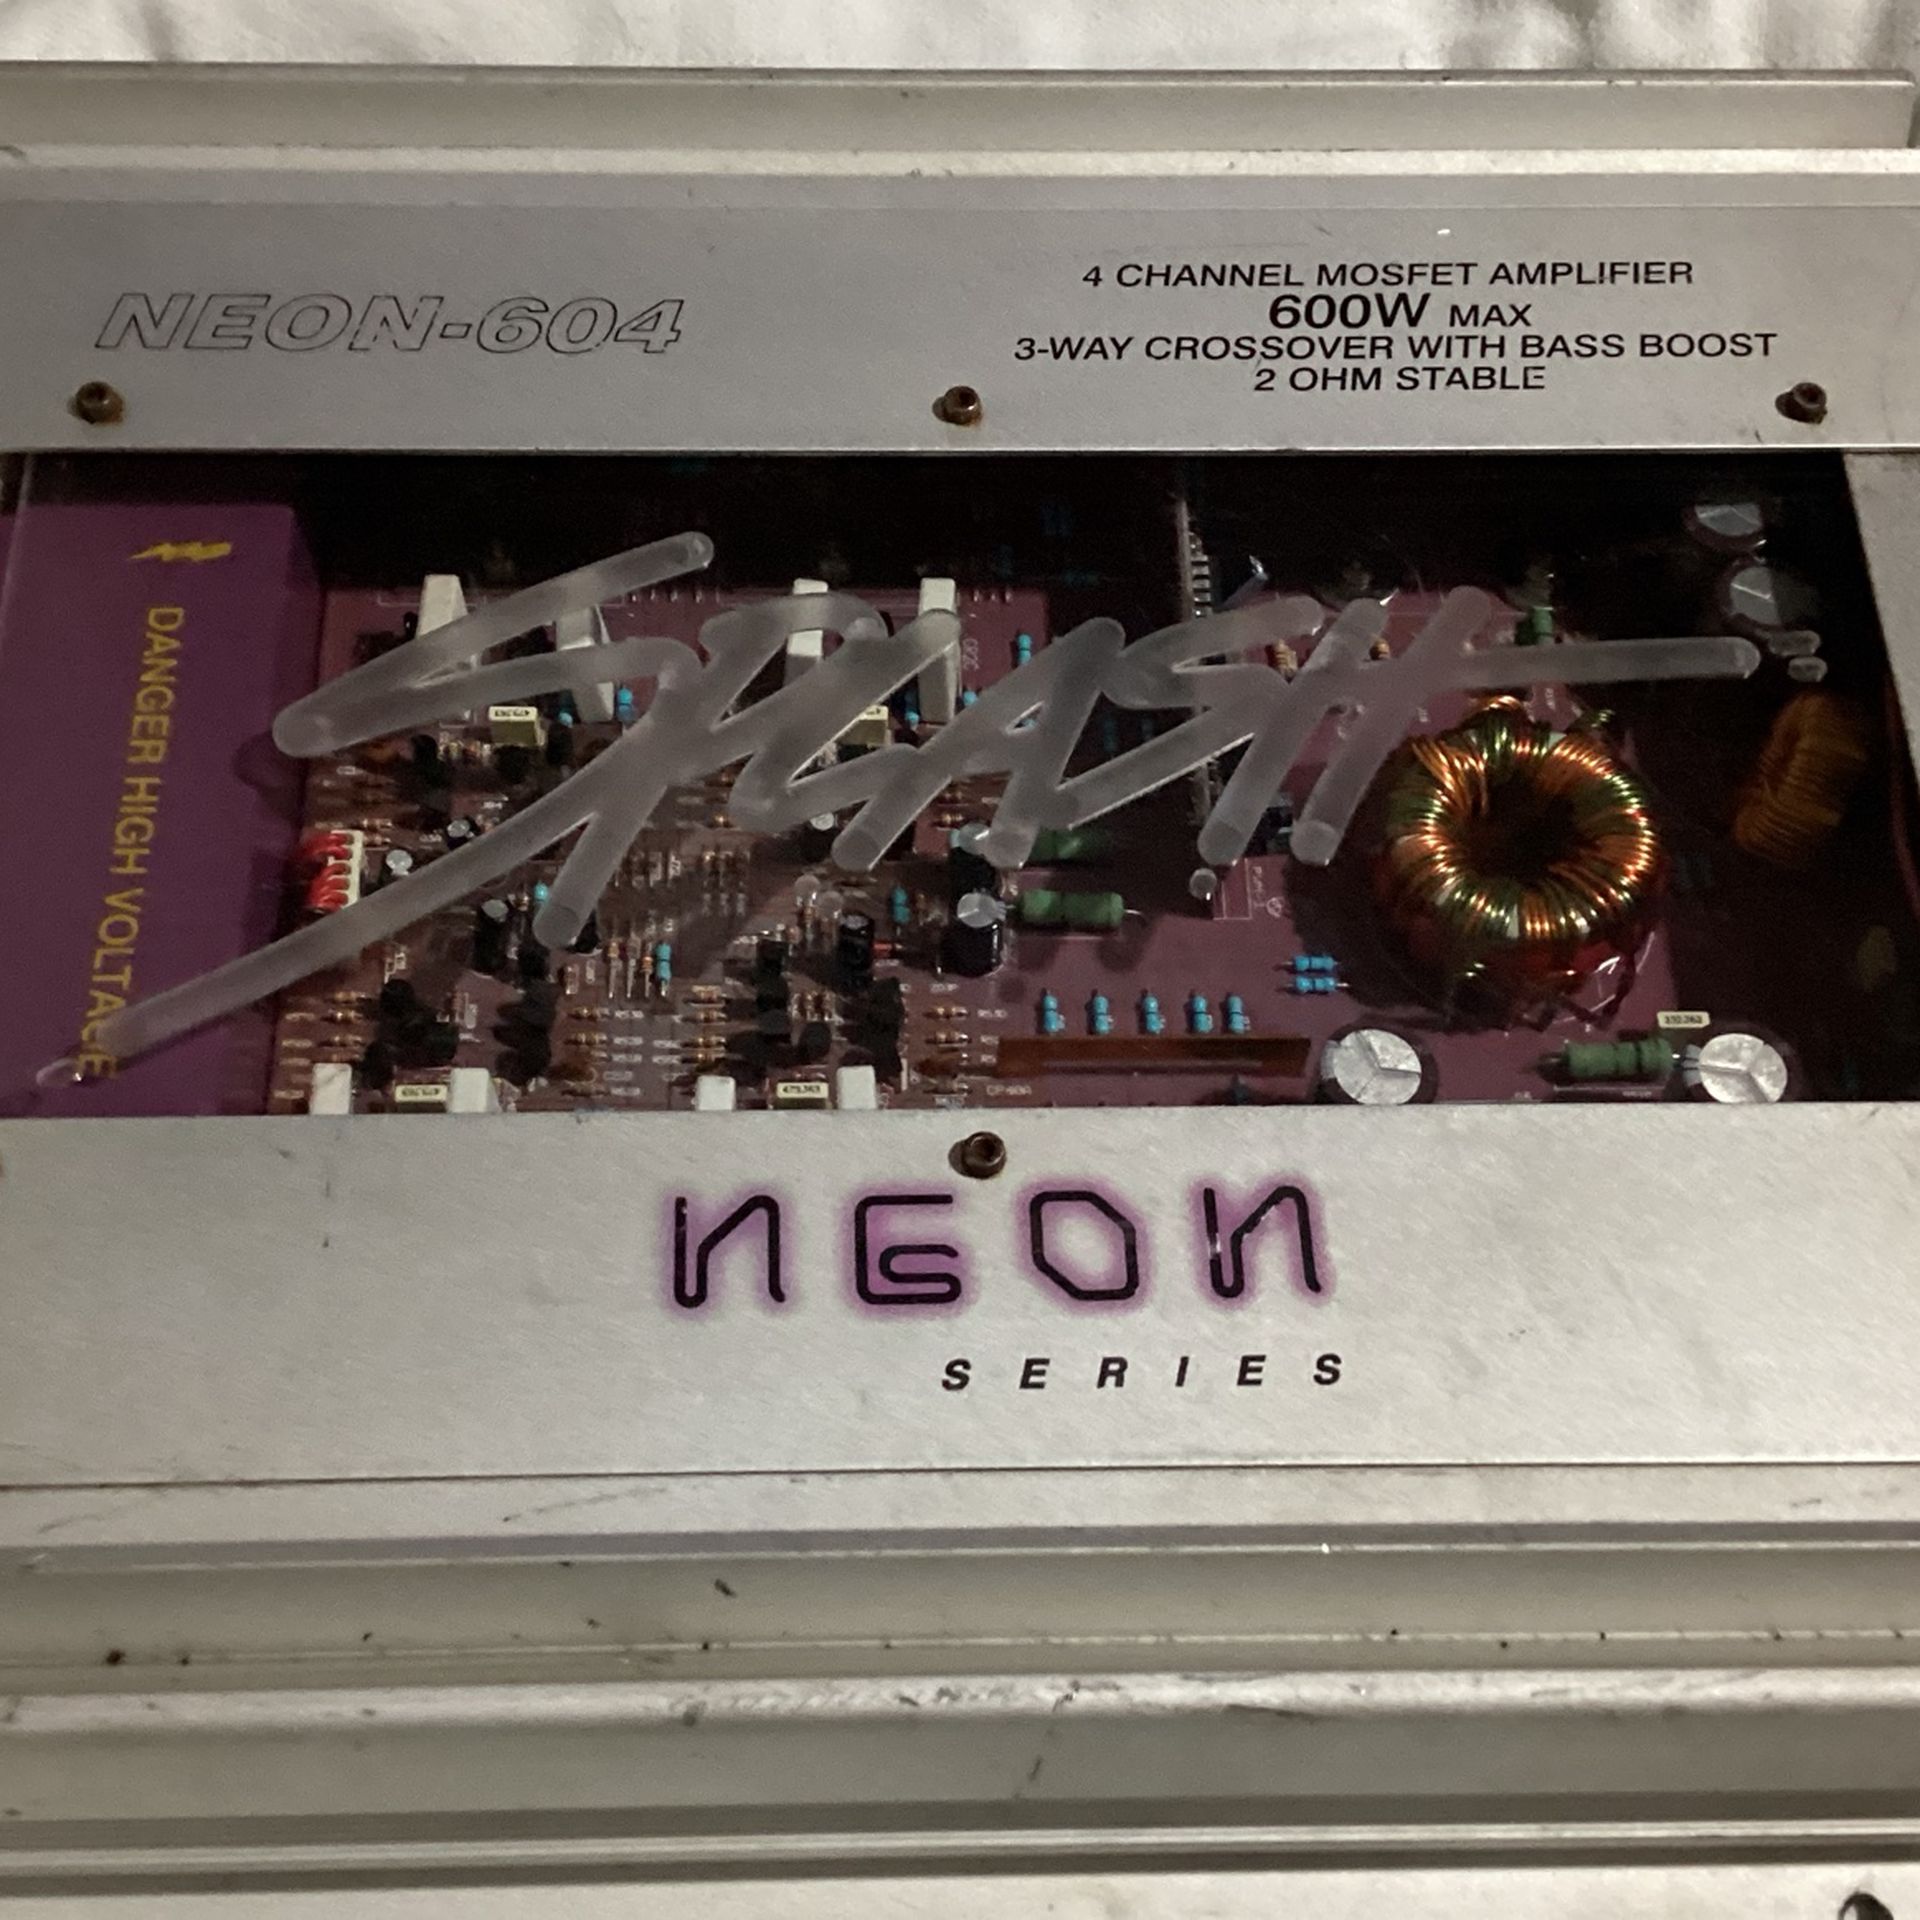 NEON-604
4 CHANNEL MOSFET AMPLIFIER
600W MAX
3-WAY CROSSOVER WITH BASS BOOST
2 OHM STABLE
DANGER HIGH VOLTAGE
SPLASH
NEON
SERIES